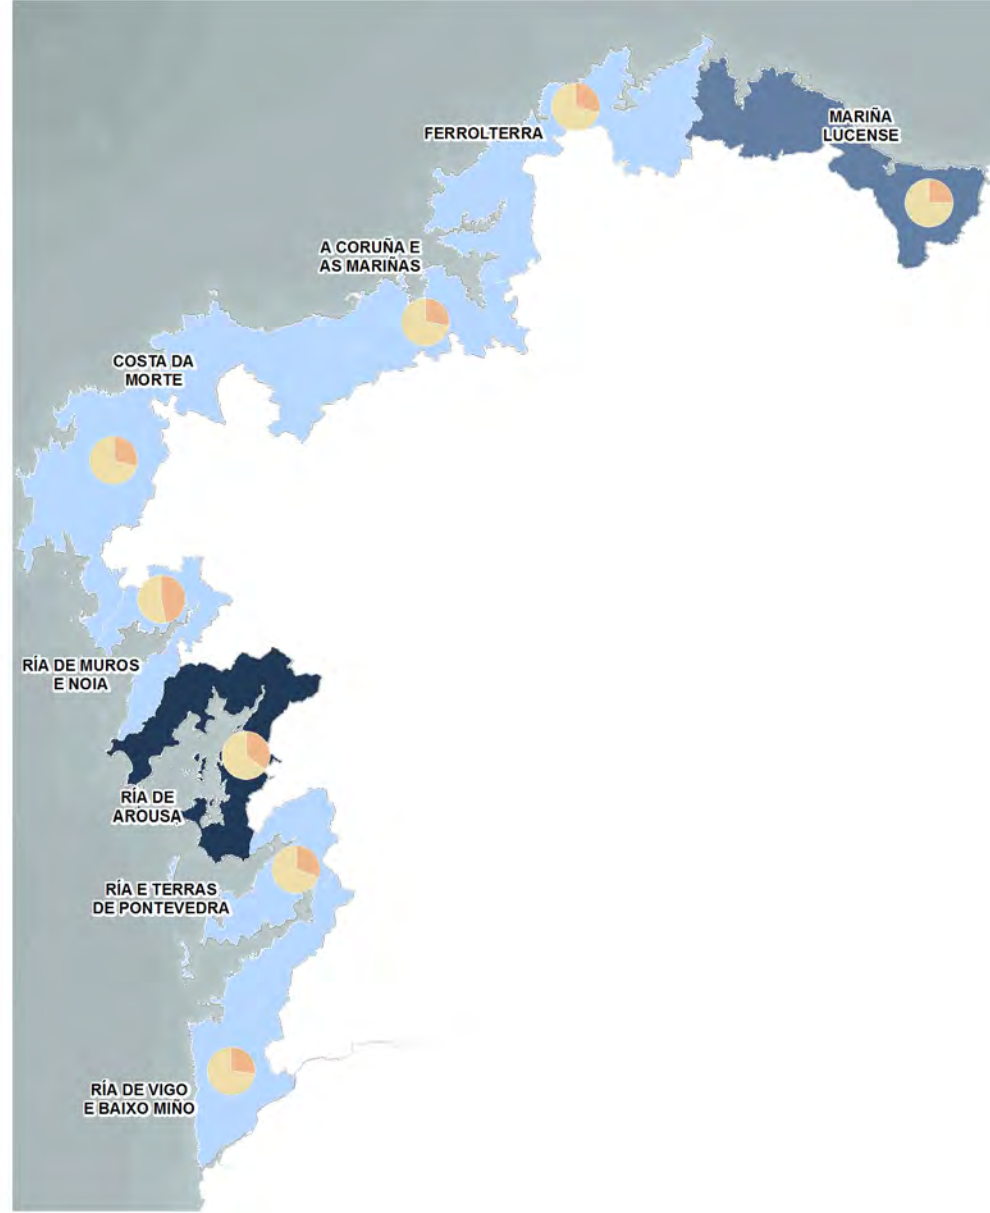 MARIÑA
LUCENSE
FERROLTERRA
A CORUÑA E
AS MARIÑAS
COSTA DA
MORTE
RÍA DE MUROS
E NOIA
RÍA DE
AROUSA
RÍA E TERRAS
DE PONTEVEDRA
RÍA DE VIGO
E BAIXO MIÑO